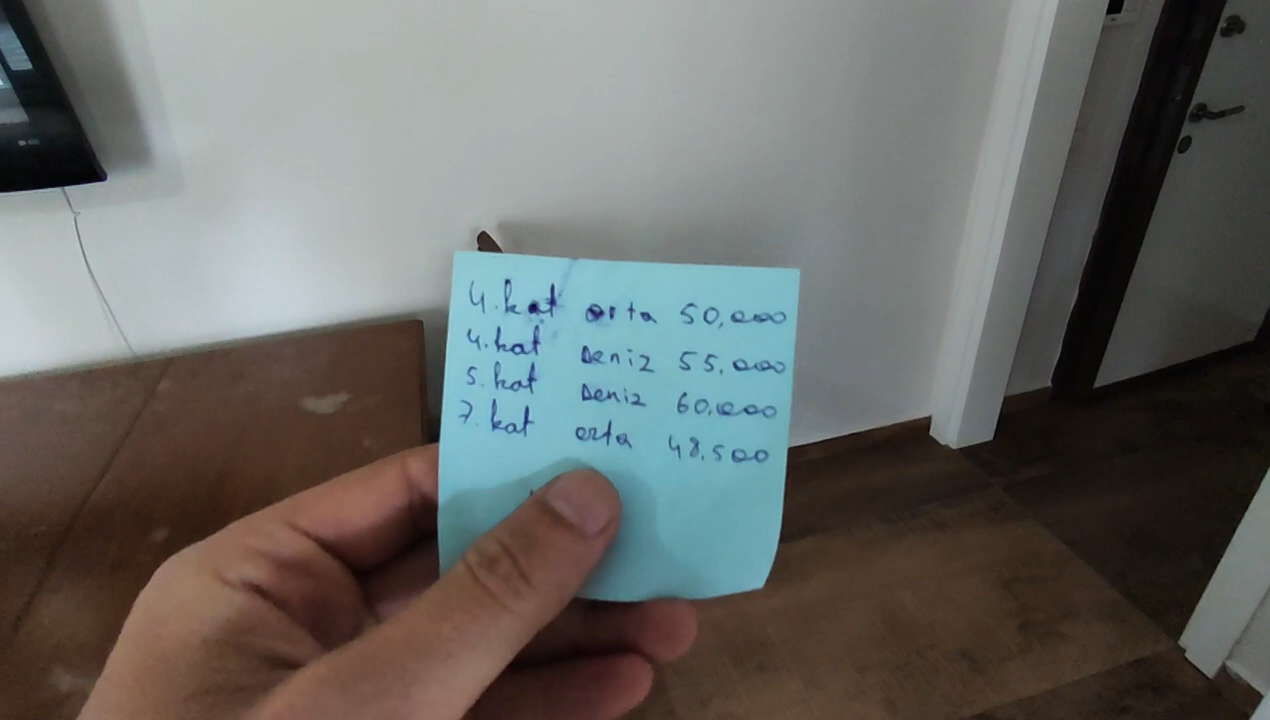 4.kat orta 50,000
4.kat Deniz 55.000
5.kat Deniz 60.000
7.kat orta 48.500